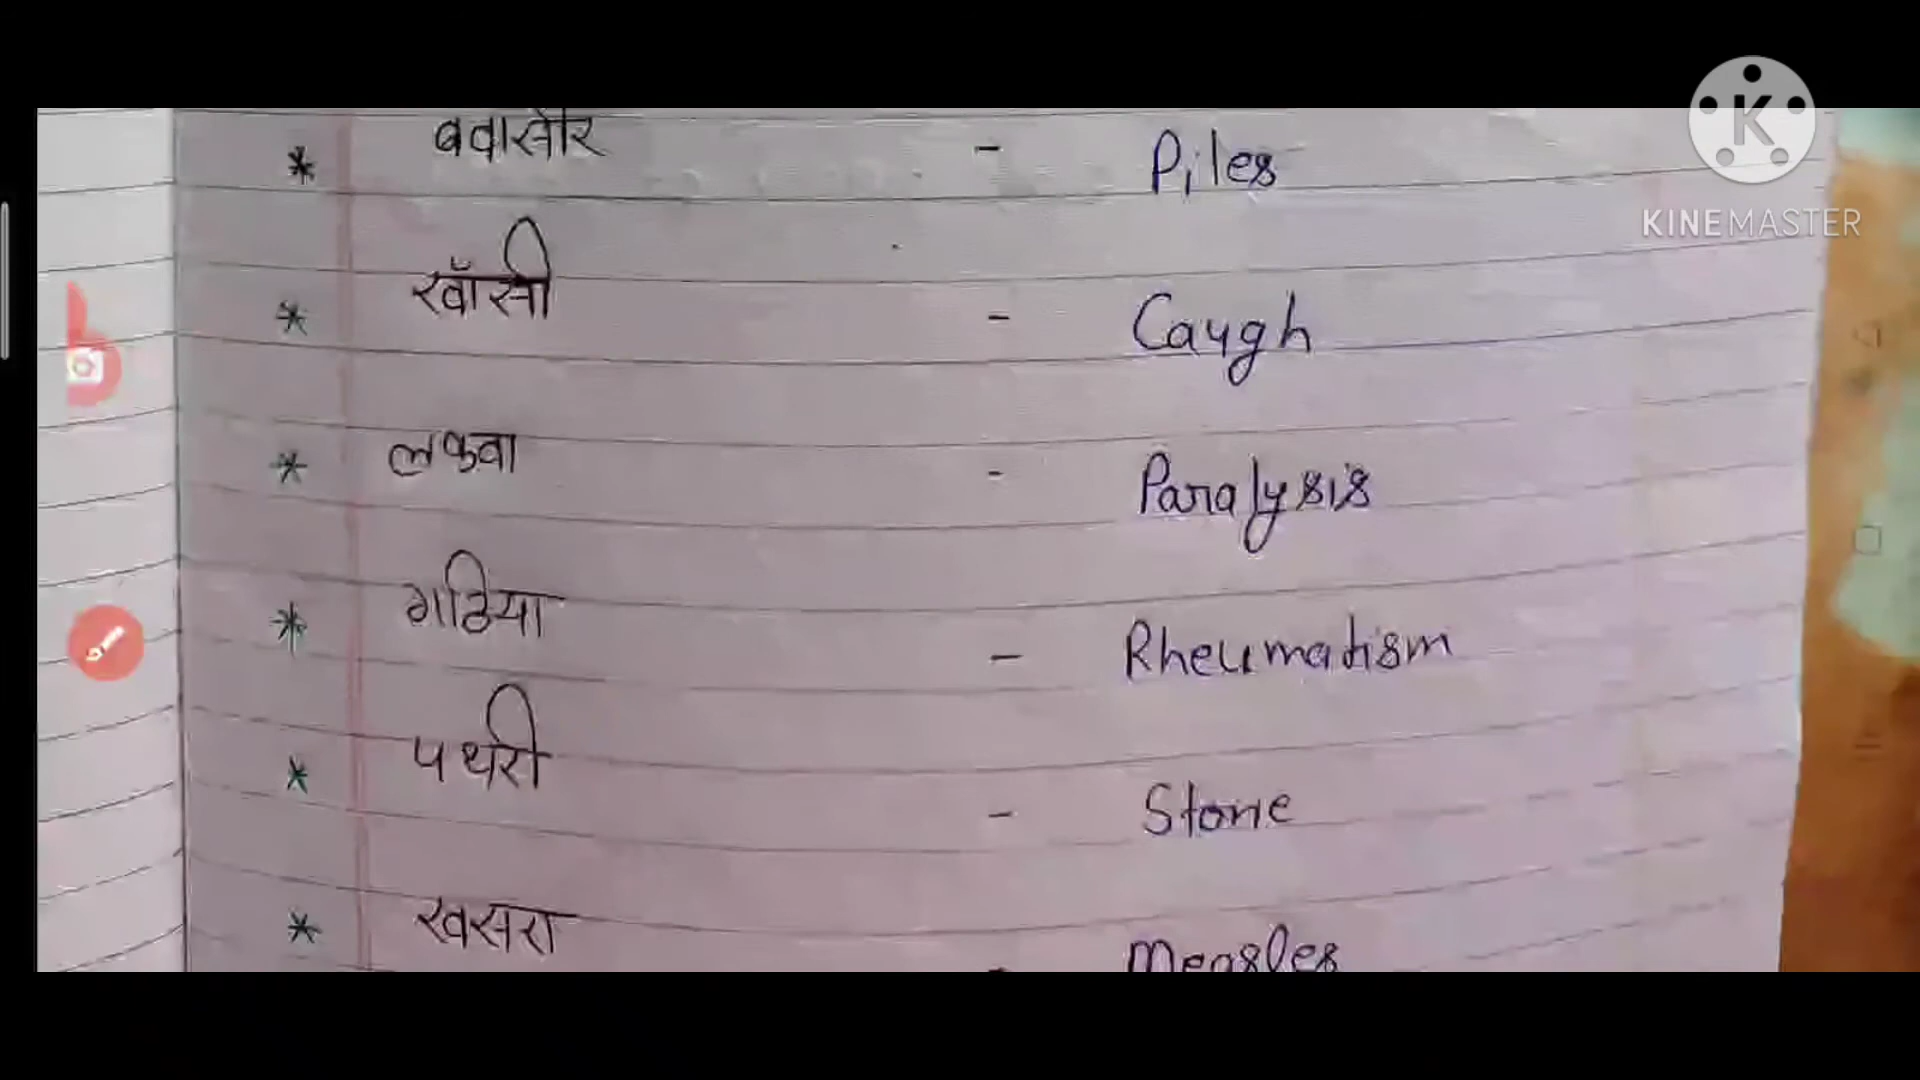 * बवासीर - Piles
KINEMASTER
* खाँसी - Caugh
* लकवा - Paralysis
* गठिया - Rheumatism
* पथरी - Stone
* खसरा - Measles